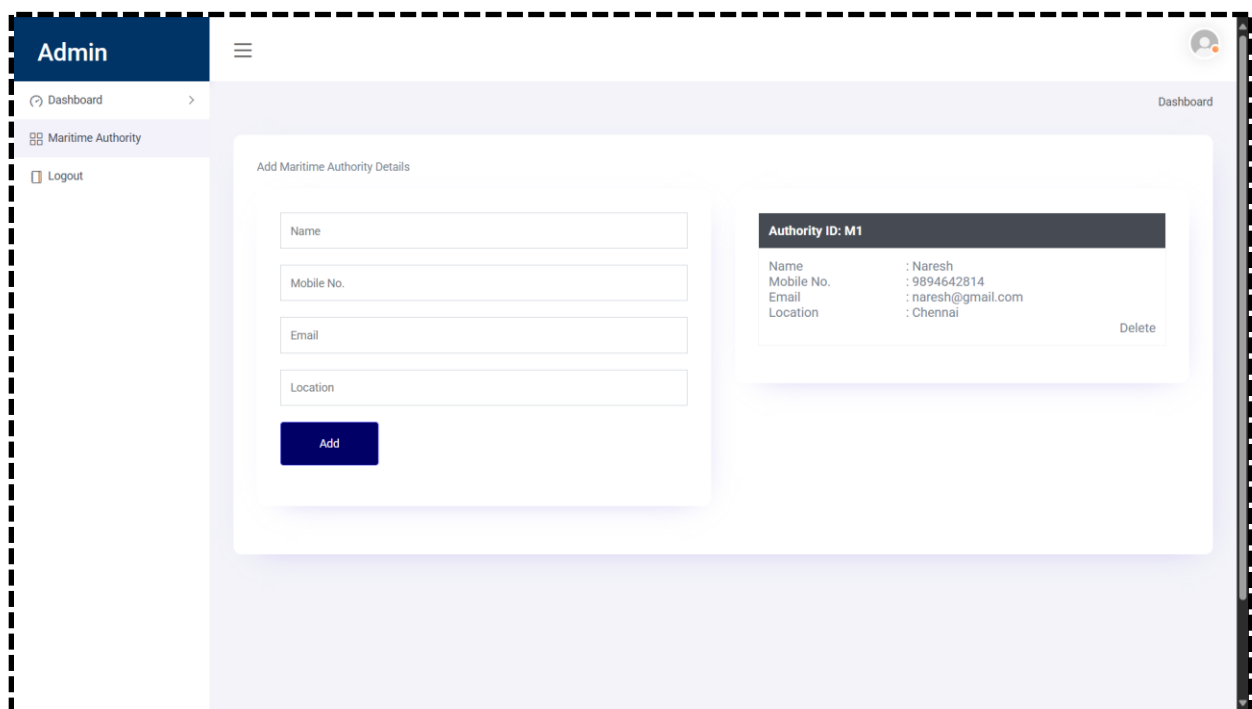 Admin
Dashboard
Maritime Authority
Logout
Dashboard
Add Maritime Authority Details
Name
Mobile No.
Email
Location
Add
Authority ID: M1
Name : Naresh
Mobile No. : 9894642814
Email : naresh@gmail.com
Location : Chennai
Delete